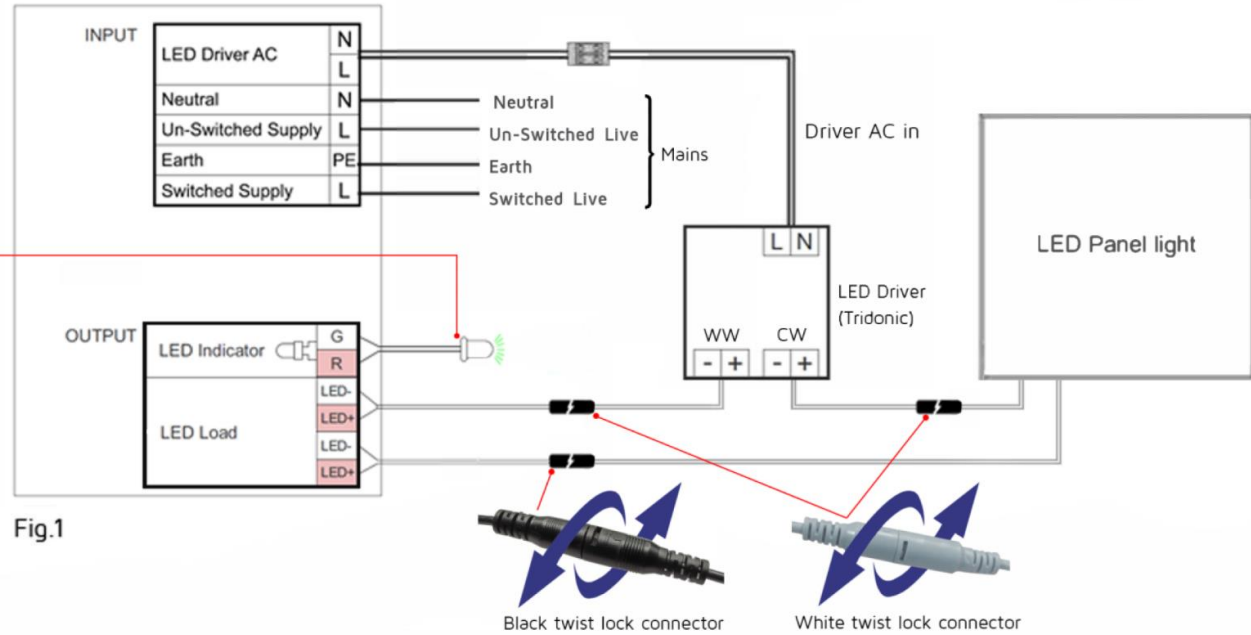 INPUT
LED Driver AC
N
L
Neutral N
Un-Switched Supply L
Earth PE
Switched Supply L
Neutral
Un-Switched Live
Earth
Switched Live
Mains
Driver AC in
L N
LED Driver
(Tridonic)
WW CW
- + - +
LED Panel light
OUTPUT
LED Indicator
G
R
LED Load
LED-
LED+
LED-
LED+
Fig.1
Black twist lock connector
White twist lock connector